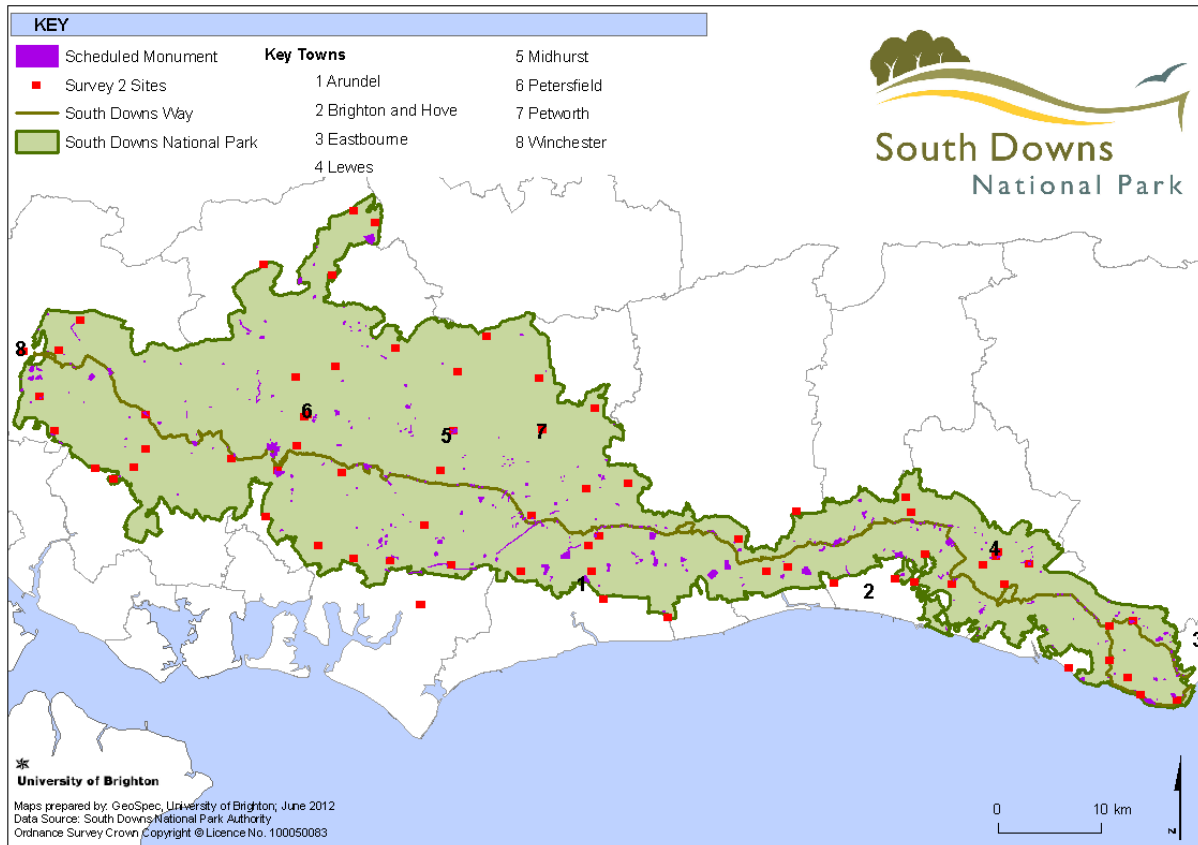 KEY
Scheduled Monument
Survey 2 Sites
South Downs Way
South Downs National Park
Key Towns
1 Arundel
2 Brighton and Hove
3 Eastbourne
4 Lewes
5 Midhurst
6 Petersfield
7 Petworth
8 Winchester
South Downs
National Park
8
6
5
7
4
1
2
3
University of Brighton
Maps prepared by: GeoSpec, University of Brighton; June 2012
Data Source: South Downs National Park Authority
Ordnance Survey Crown Copyright © Licence No. 100050083
0 10 km
N